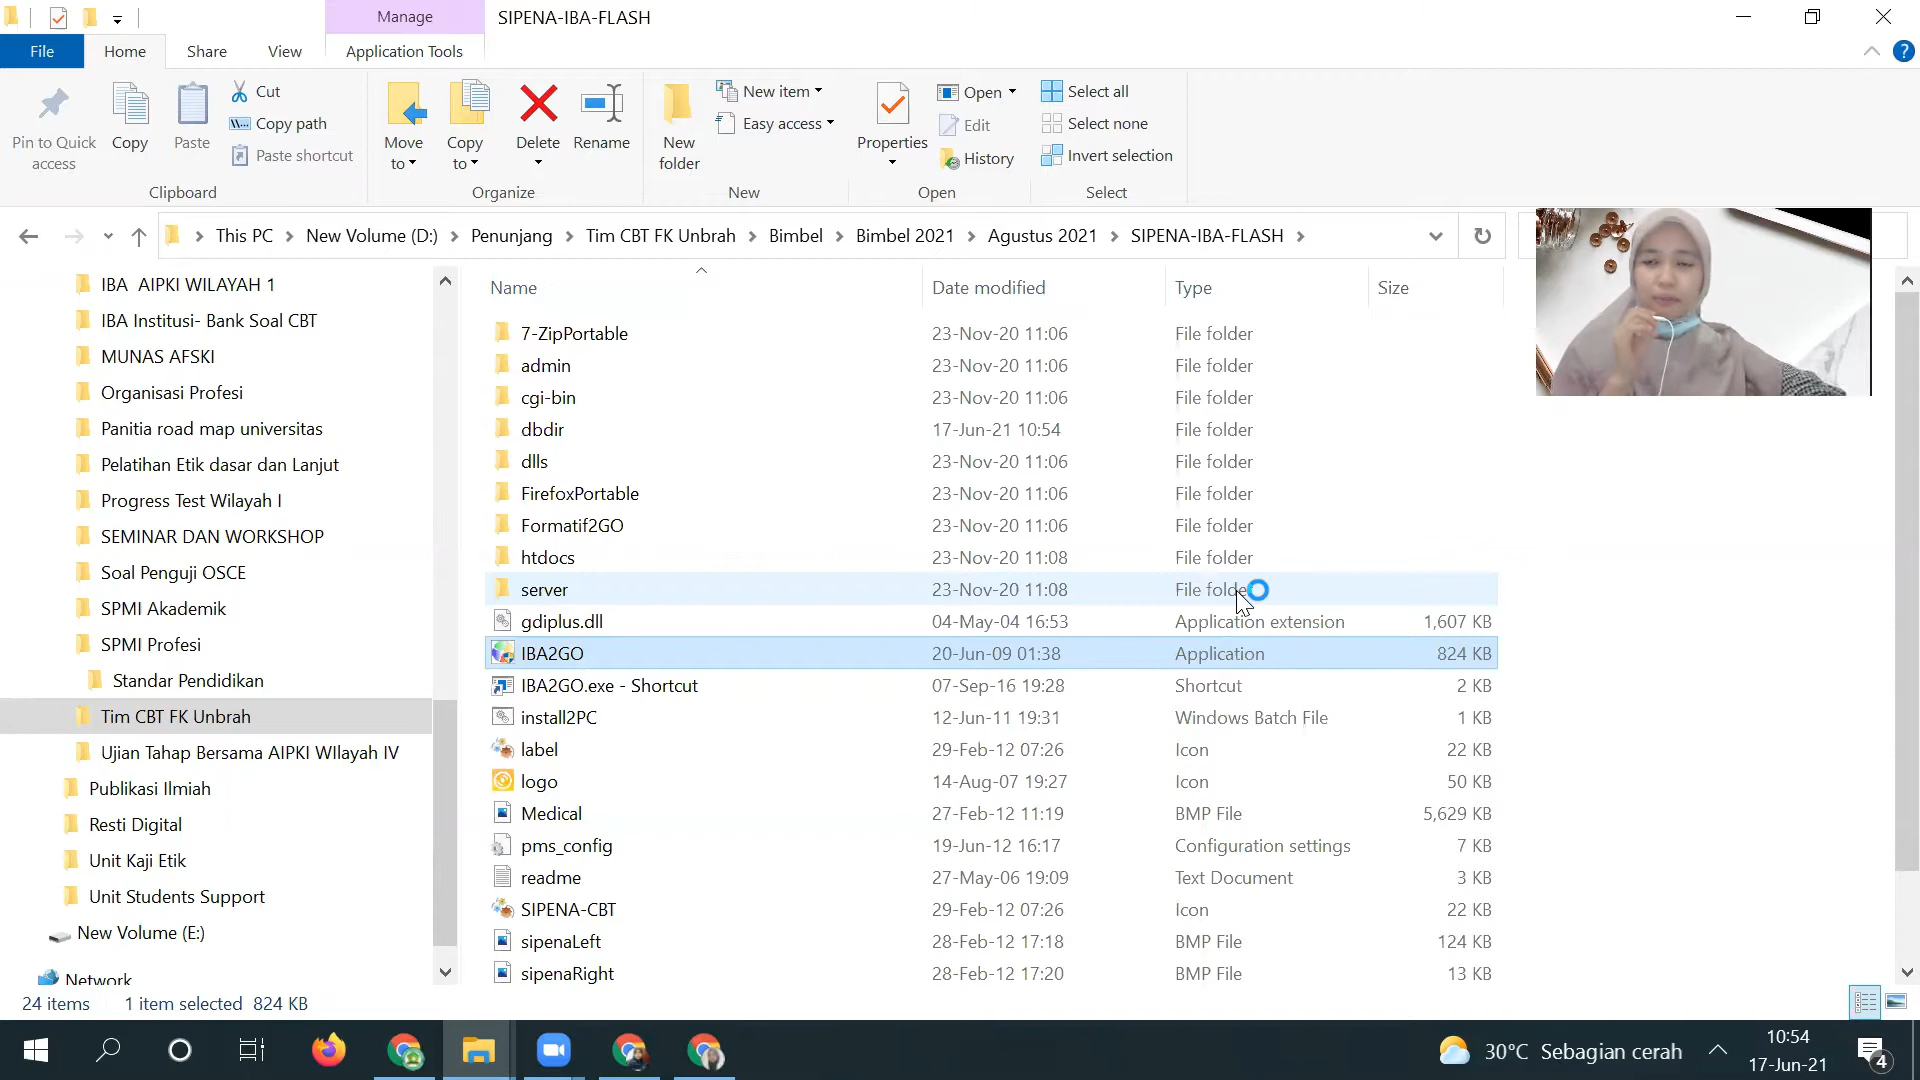 Manage
SIPENA-IBA-FLASH
File
Home
Share
View
Application Tools
Pin to Quick access
Copy
Paste
Cut
Copy path
Paste shortcut
Clipboard
Move to
Copy to
Delete
Rename
Organize
New folder
New item
Easy access
New
Properties
Open
Edit
History
Open
Select all
Select none
Invert selection
Select
This PC
New Volume (D:)
Penunjang
Tim CBT FK Unbrah
Bimbel
Bimbel 2021
Agustus 2021
SIPENA-IBA-FLASH
IBA AIPKI WILAYAH 1
IBA Institusi- Bank Soal CBT
MUNAS AFSKI
Organisasi Profesi
Panitia road map universitas
Pelatihan Etik dasar dan Lanjut
Progress Test Wilayah I
SEMINAR DAN WORKSHOP
Soal Penguji OSCE
SPMI Akademik
SPMI Profesi
Standar Pendidikan
Tim CBT FK Unbrah
Ujian Tahap Bersama AIPKI WIlayah IV
Publikasi Ilmiah
Resti Digital
Unit Kaji Etik
Unit Students Support
New Volume (E:)
Network
Name Date modified Type Size
7-ZipPortable 23-Nov-20 11:06 File folder
admin 23-Nov-20 11:06 File folder
cgi-bin 23-Nov-20 11:06 File folder
dbdir 17-Jun-21 10:54 File folder
dlls 23-Nov-20 11:06 File folder
FirefoxPortable 23-Nov-20 11:06 File folder
Formatif2GO 23-Nov-20 11:06 File folder
htdocs 23-Nov-20 11:08 File folder
server 23-Nov-20 11:08 File folder
gdiplus.dll 04-May-04 16:53 Application extension 1,607 KB
IBA2GO 20-Jun-09 01:38 Application 824 KB
IBA2GO.exe - Shortcut 07-Sep-16 19:28 Shortcut 2 KB
install2PC 12-Jun-11 19:31 Windows Batch File 1 KB
label 29-Feb-12 07:26 Icon 22 KB
logo 14-Aug-07 19:27 Icon 50 KB
Medical 27-Feb-12 11:19 BMP File 5,629 KB
pms_config 19-Jun-12 16:17 Configuration settings 7 KB
readme 27-May-06 19:09 Text Document 3 KB
SIPENA-CBT 29-Feb-12 07:26 Icon 22 KB
sipenaLeft 28-Feb-12 17:18 BMP File 124 KB
sipenaRight 28-Feb-12 17:20 BMP File 13 KB
24 items 1 item selected 824 KB
30°C Sebagian cerah
10:54
17-Jun-21
4